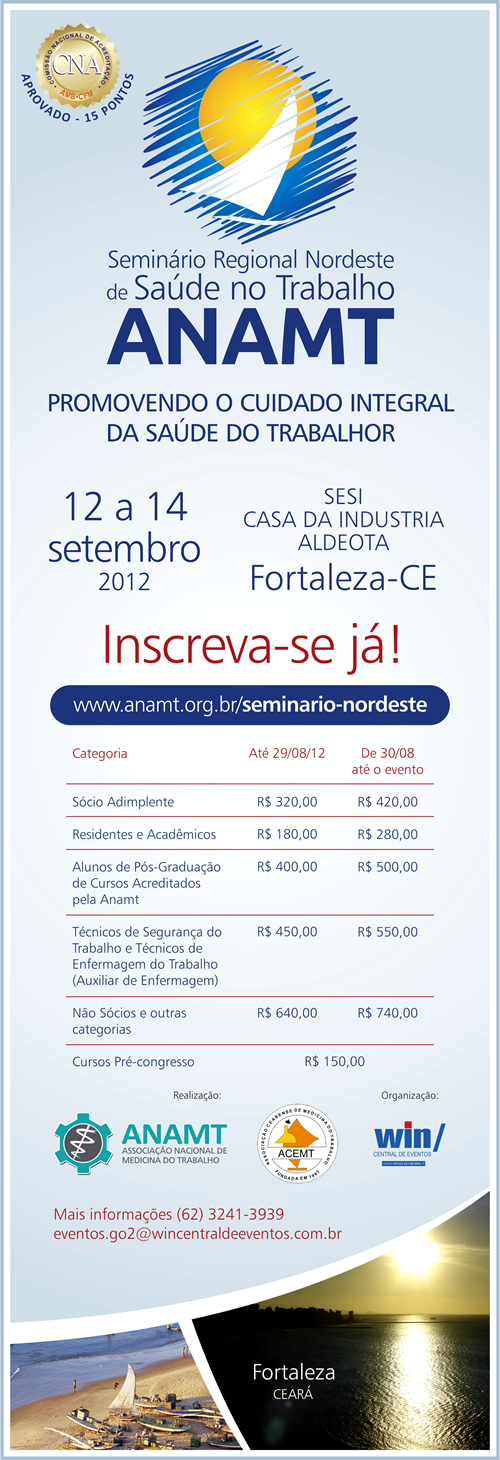 COMISSÃO NACIONAL DE ACREDITAÇÃO
CNA
AMB•CFM
APROVADO - 15 PONTOS
Seminário Regional Nordeste
de Saúde no Trabalho
ANAMT
PROMOVENDO O CUIDADO INTEGRAL
DA SAÚDE DO TRABALHOR
12 a 14
setembro
2012
SESI
CASA DA INDUSTRIA
ALDEOTA
Fortaleza-CE
Inscreva-se já!
www.anamt.org.br/seminario-nordeste
Categoria Até 29/08/12 De 30/08
até o evento
Sócio Adimplente R$ 320,00 R$ 420,00
Residentes e Acadêmicos R$ 180,00 R$ 280,00
Alunos de Pós-Graduação R$ 400,00 R$ 500,00
de Cursos Acreditados
pela Anamt
Técnicos de Segurança do R$ 450,00 R$ 550,00
Trabalho e Técnicos de
Enfermagem do Trabalho
(Auxiliar de Enfermagem)
Não Sócios e outras R$ 640,00 R$ 740,00
categorias
Cursos Pré-congresso R$ 150,00
Realização:
Organização:
ANAMT
ASSOCIAÇÃO NACIONAL DE
MEDICINA DO TRABALHO
ASSOCIAÇÃO CEARENSE DE MEDICINA DO TRABALHO
ACEMT
win/
CENTRAL DE EVENTOS
Mais informações (62) 3241-3939
eventos.go2@wincentraldeeventos.com.br
Fortaleza
CEARÁ